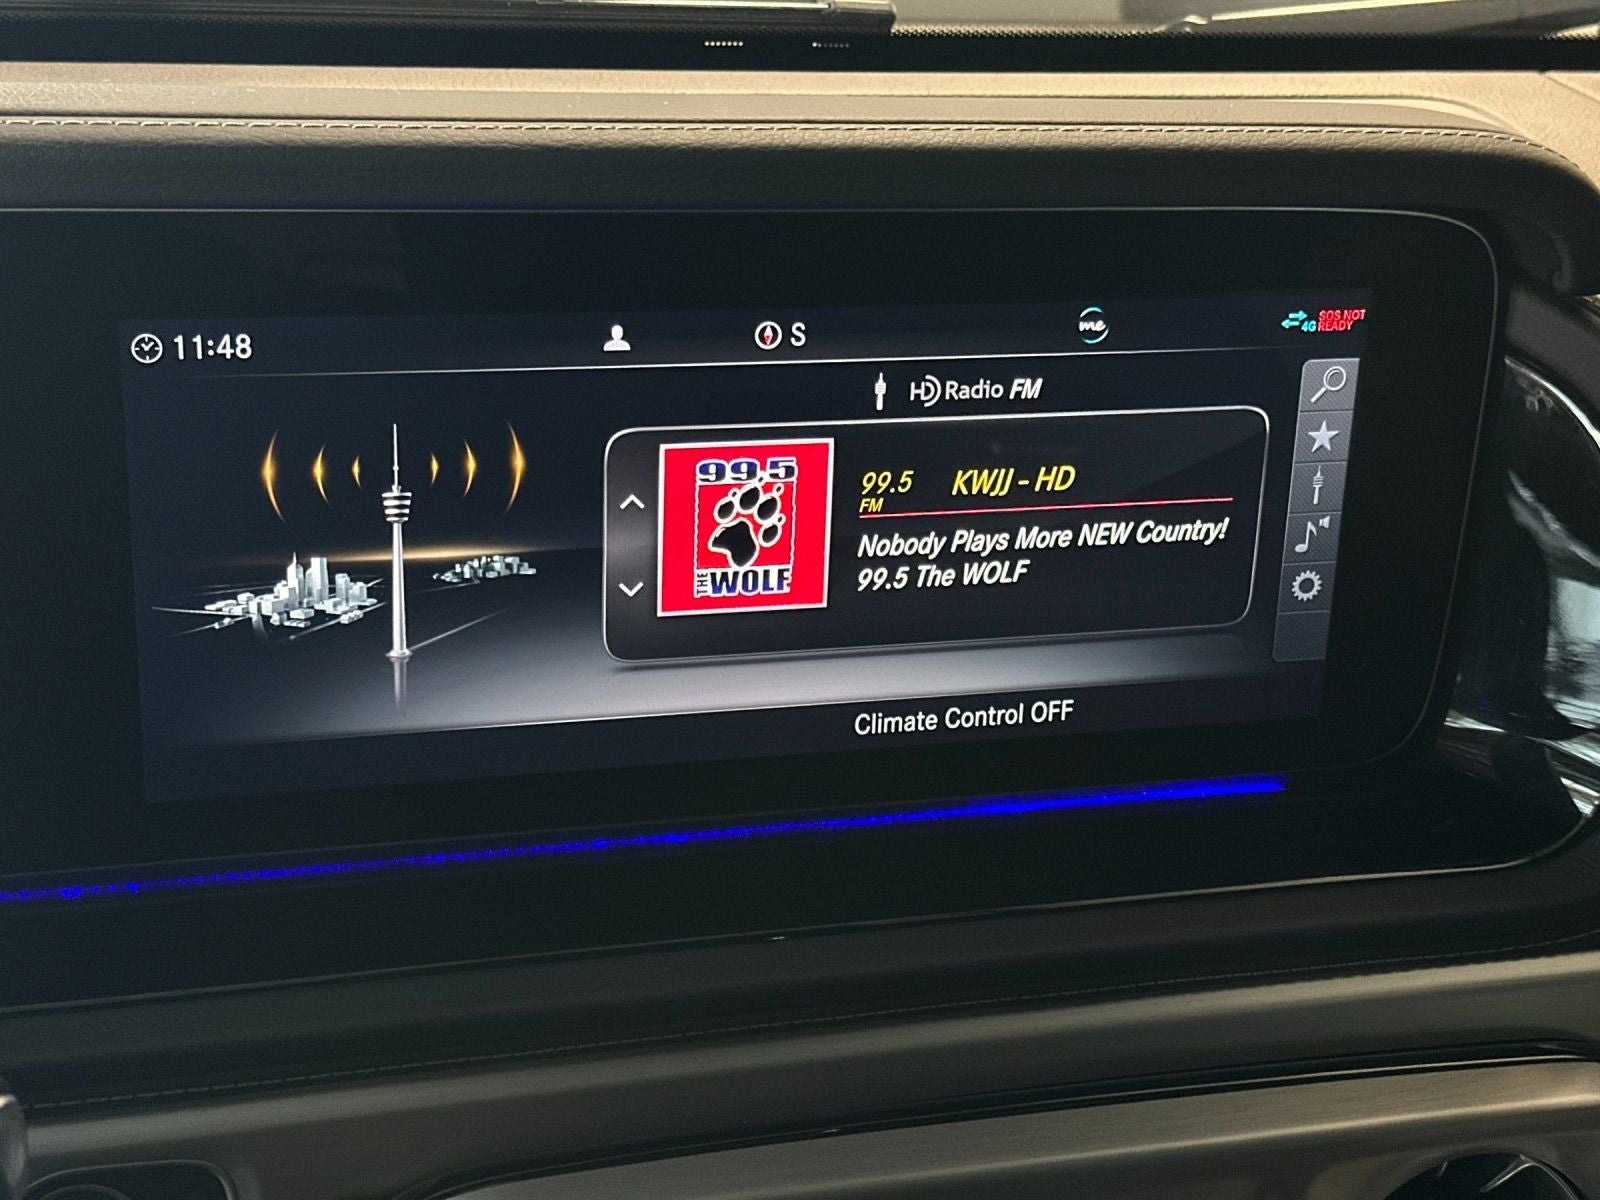 11:48
S
me
4G
SOS NOT
READY
HD Radio FM
99.5
THE WOLF
99.5 KWJJ - HD
FM
Nobody Plays More NEW Country!
99.5 The WOLF
Climate Control OFF